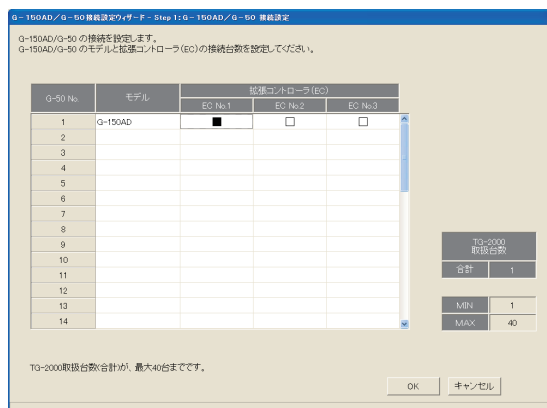 G-150AD/G-50接続設定ウィザード - Step 1: G-150AD/G-50 接続設定
G-150AD/G-50 の接続を設定します。
G-150AD/G-50 のモデルと拡張コントローラ(EC)の接続台数を設定してください。
G-50 No. モデル 拡張コントローラ(EC)
EC No.1 EC No.2 EC No.3
1 G-150AD
2
3
4
5
6
7
8
9
10
11
12
13
14
TG-2000
取扱台数
合計 1
MIN 1
MAX 40
TG-2000取扱台数(合計)が、最大40台までです。
OK キャンセル